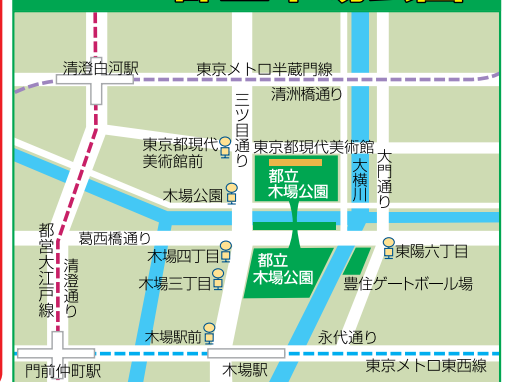 清澄白河駅
東京メトロ半蔵門線
清洲橋通り
三ツ目通り
東京都現代
美術館前
東京都現代美術館
大横川
大門通り
都立
木場公園
木場公園
都営大江戸線
清澄通り
葛西橋通り
木場四丁目
東陽六丁目
都立
木場公園
木場三丁目
豊住ゲートボール場
木場駅前
永代通り
門前仲町駅
木場駅
東京メトロ東西線